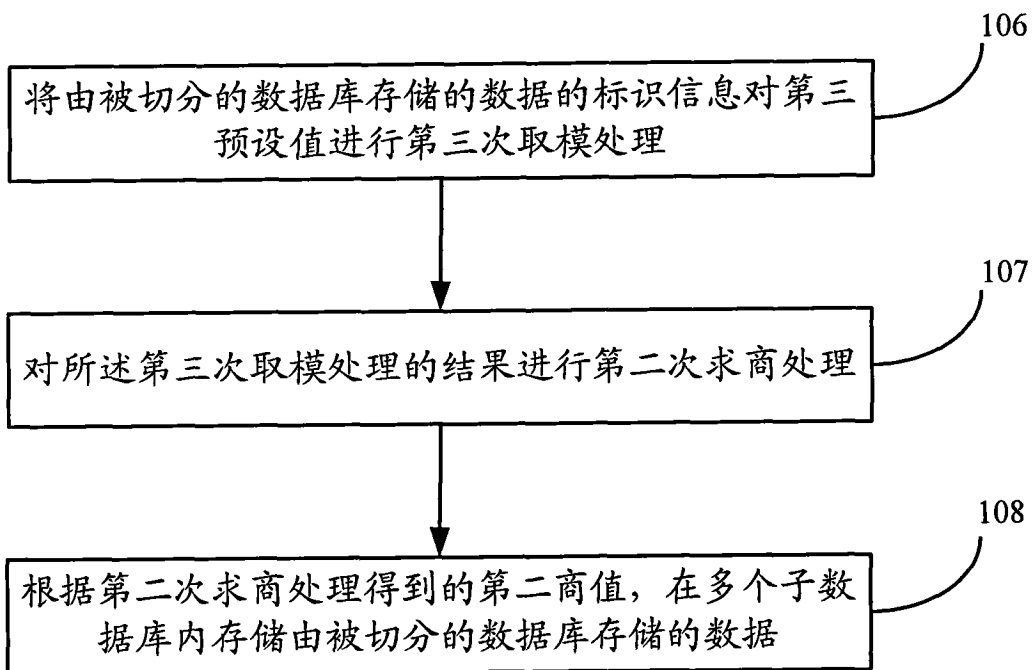 106
将由被切分的数据库存储的数据的标识信息对第三
预设值进行第三次取模处理
107
对所述第三次取模处理的结果进行第二次求商处理
108
根据第二次求商处理得到的第二商值，在多个子数
据库内存储由被切分的数据库存储的数据